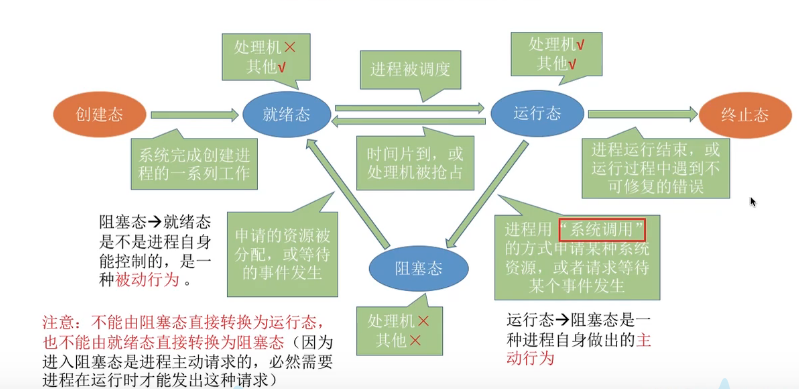 处理机×
其他√
处理机√
其他√
进程被调度
创建态
就绪态
运行态
终止态
系统完成创建进
程的一系列工作
时间片到，或
处理机被抢占
进程运行结束，或
运行过程中遇到不
可修复的错误
阻塞态→就绪态
是不是进程自身
能控制的，是一
种被动行为 。
申请的资源被
分配，或等待
的事件发生
进程用“系统调用”
的方式申请某种系统
资源，或者请求等待
某个事件发生
阻塞态
处理机×
其他×
注意：不能由阻塞态直接转换为运行态，
也不能由就绪态直接转换为阻塞态（因为
进入阻塞态是进程主动请求的，必然需要
进程在运行时才能发出这种请求）
运行态→阻塞态是一
种进程自身做出的主
动行为